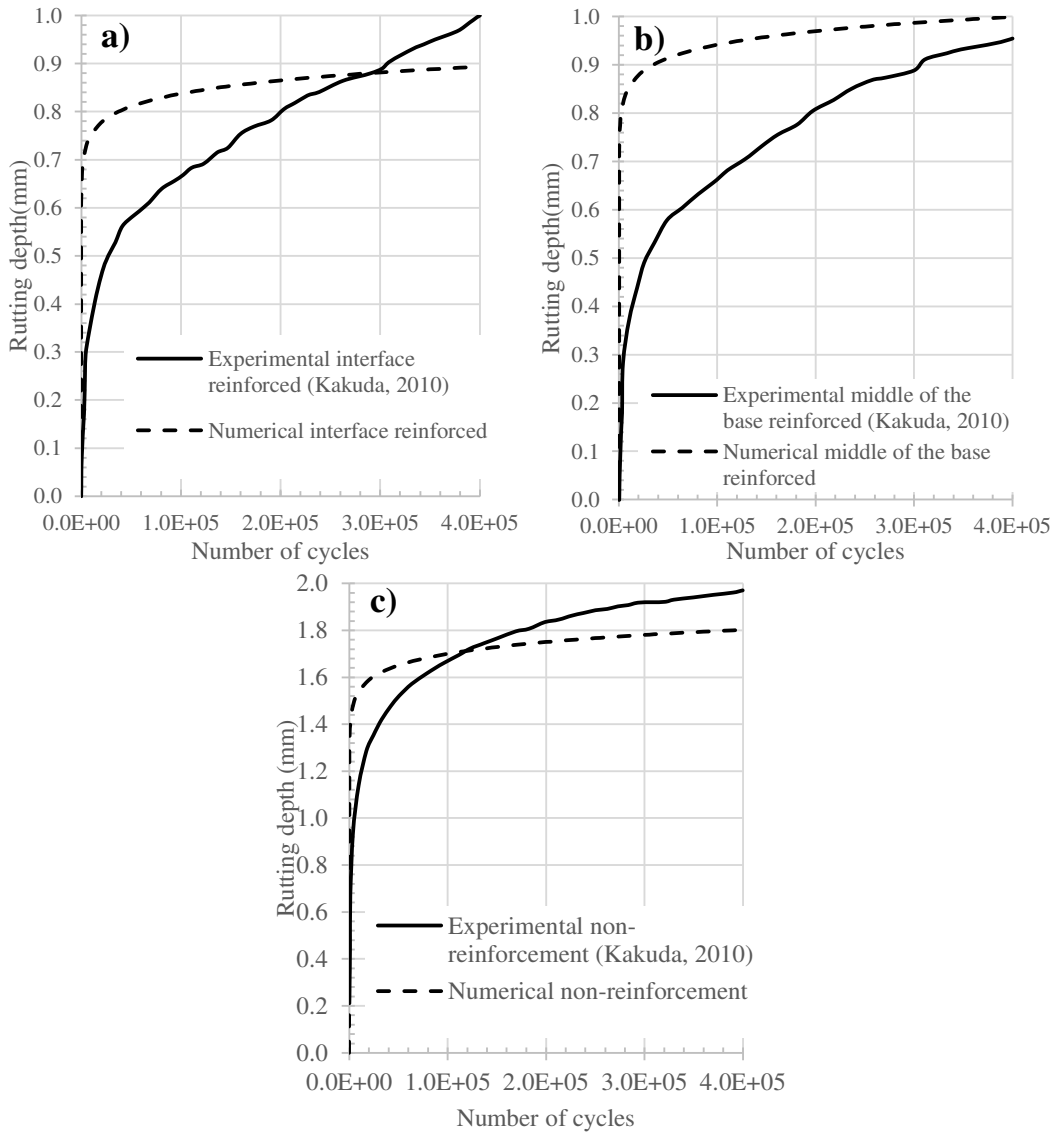 a)
1.0
0.9
0.8
0.7
0.6
0.5
0.4
0.3
0.2
0.1
0.0
Rutting depth(mm)
Experimental interface
reinforced (Kakuda, 2010)
Numerical interface reinforced
0.0E+00 1.0E+05 2.0E+05 3.0E+05 4.0E+05
Number of cycles
b)
1.0
0.9
0.8
0.7
0.6
0.5
0.4
0.3
0.2
0.1
0.0
Rutting depth(mm)
Experimental middle of the
base reinforced (Kakuda, 2010)
Numerical middle of the base
reinforced
0.0E+00 1.0E+05 2.0E+05 3.0E+05 4.0E+05
Number of cycles
c)
2.0
1.8
1.6
1.4
1.2
1.0
0.8
0.6
0.4
0.2
0.0
Rutting depth (mm)
Experimental non-
reinforcement (Kakuda, 2010)
Numerical non-reinforcement
0.0E+00 1.0E+05 2.0E+05 3.0E+05 4.0E+05
Number of cycles